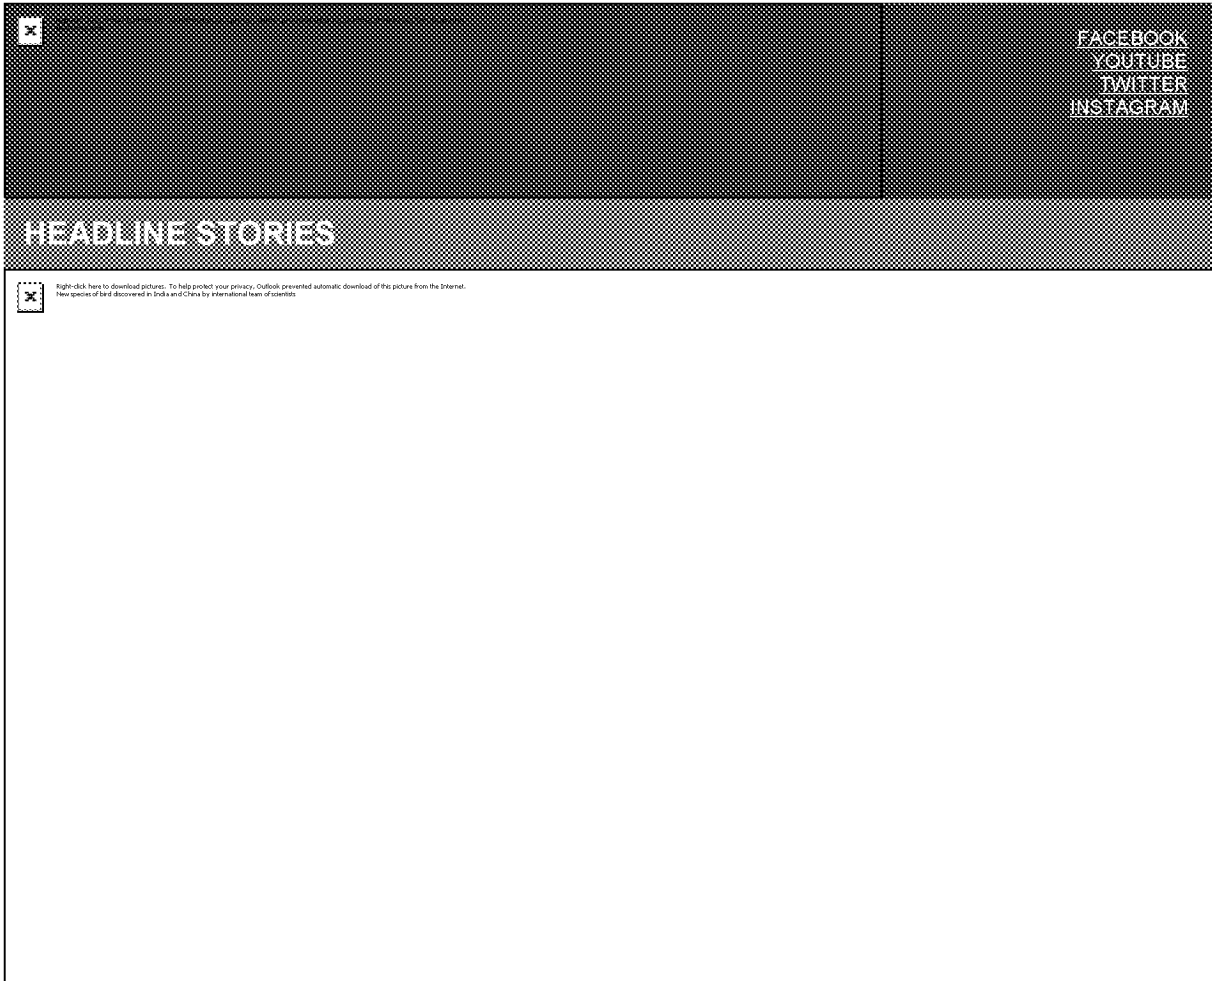 FACEBOOK
YOUTUBE
TWITTER
INSTAGRAM
HEADLINE STORIES
Right-click here to download pictures. To help protect your privacy, Outlook prevented automatic download of this picture from the Internet.
New species of bird discovered in India and China by international team of scientists